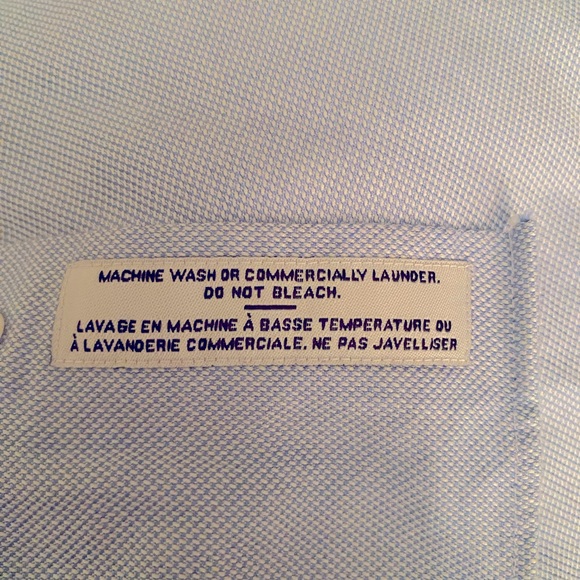 MACHINE WASH OR COMMERCIALLY LAUNDER.
DO NOT BLEACH.
LAVAGE EN MACHINE À BASSE TEMPERATURE OU
À LAVANDERIE COMMERCIALE. NE PAS JAVELLISER